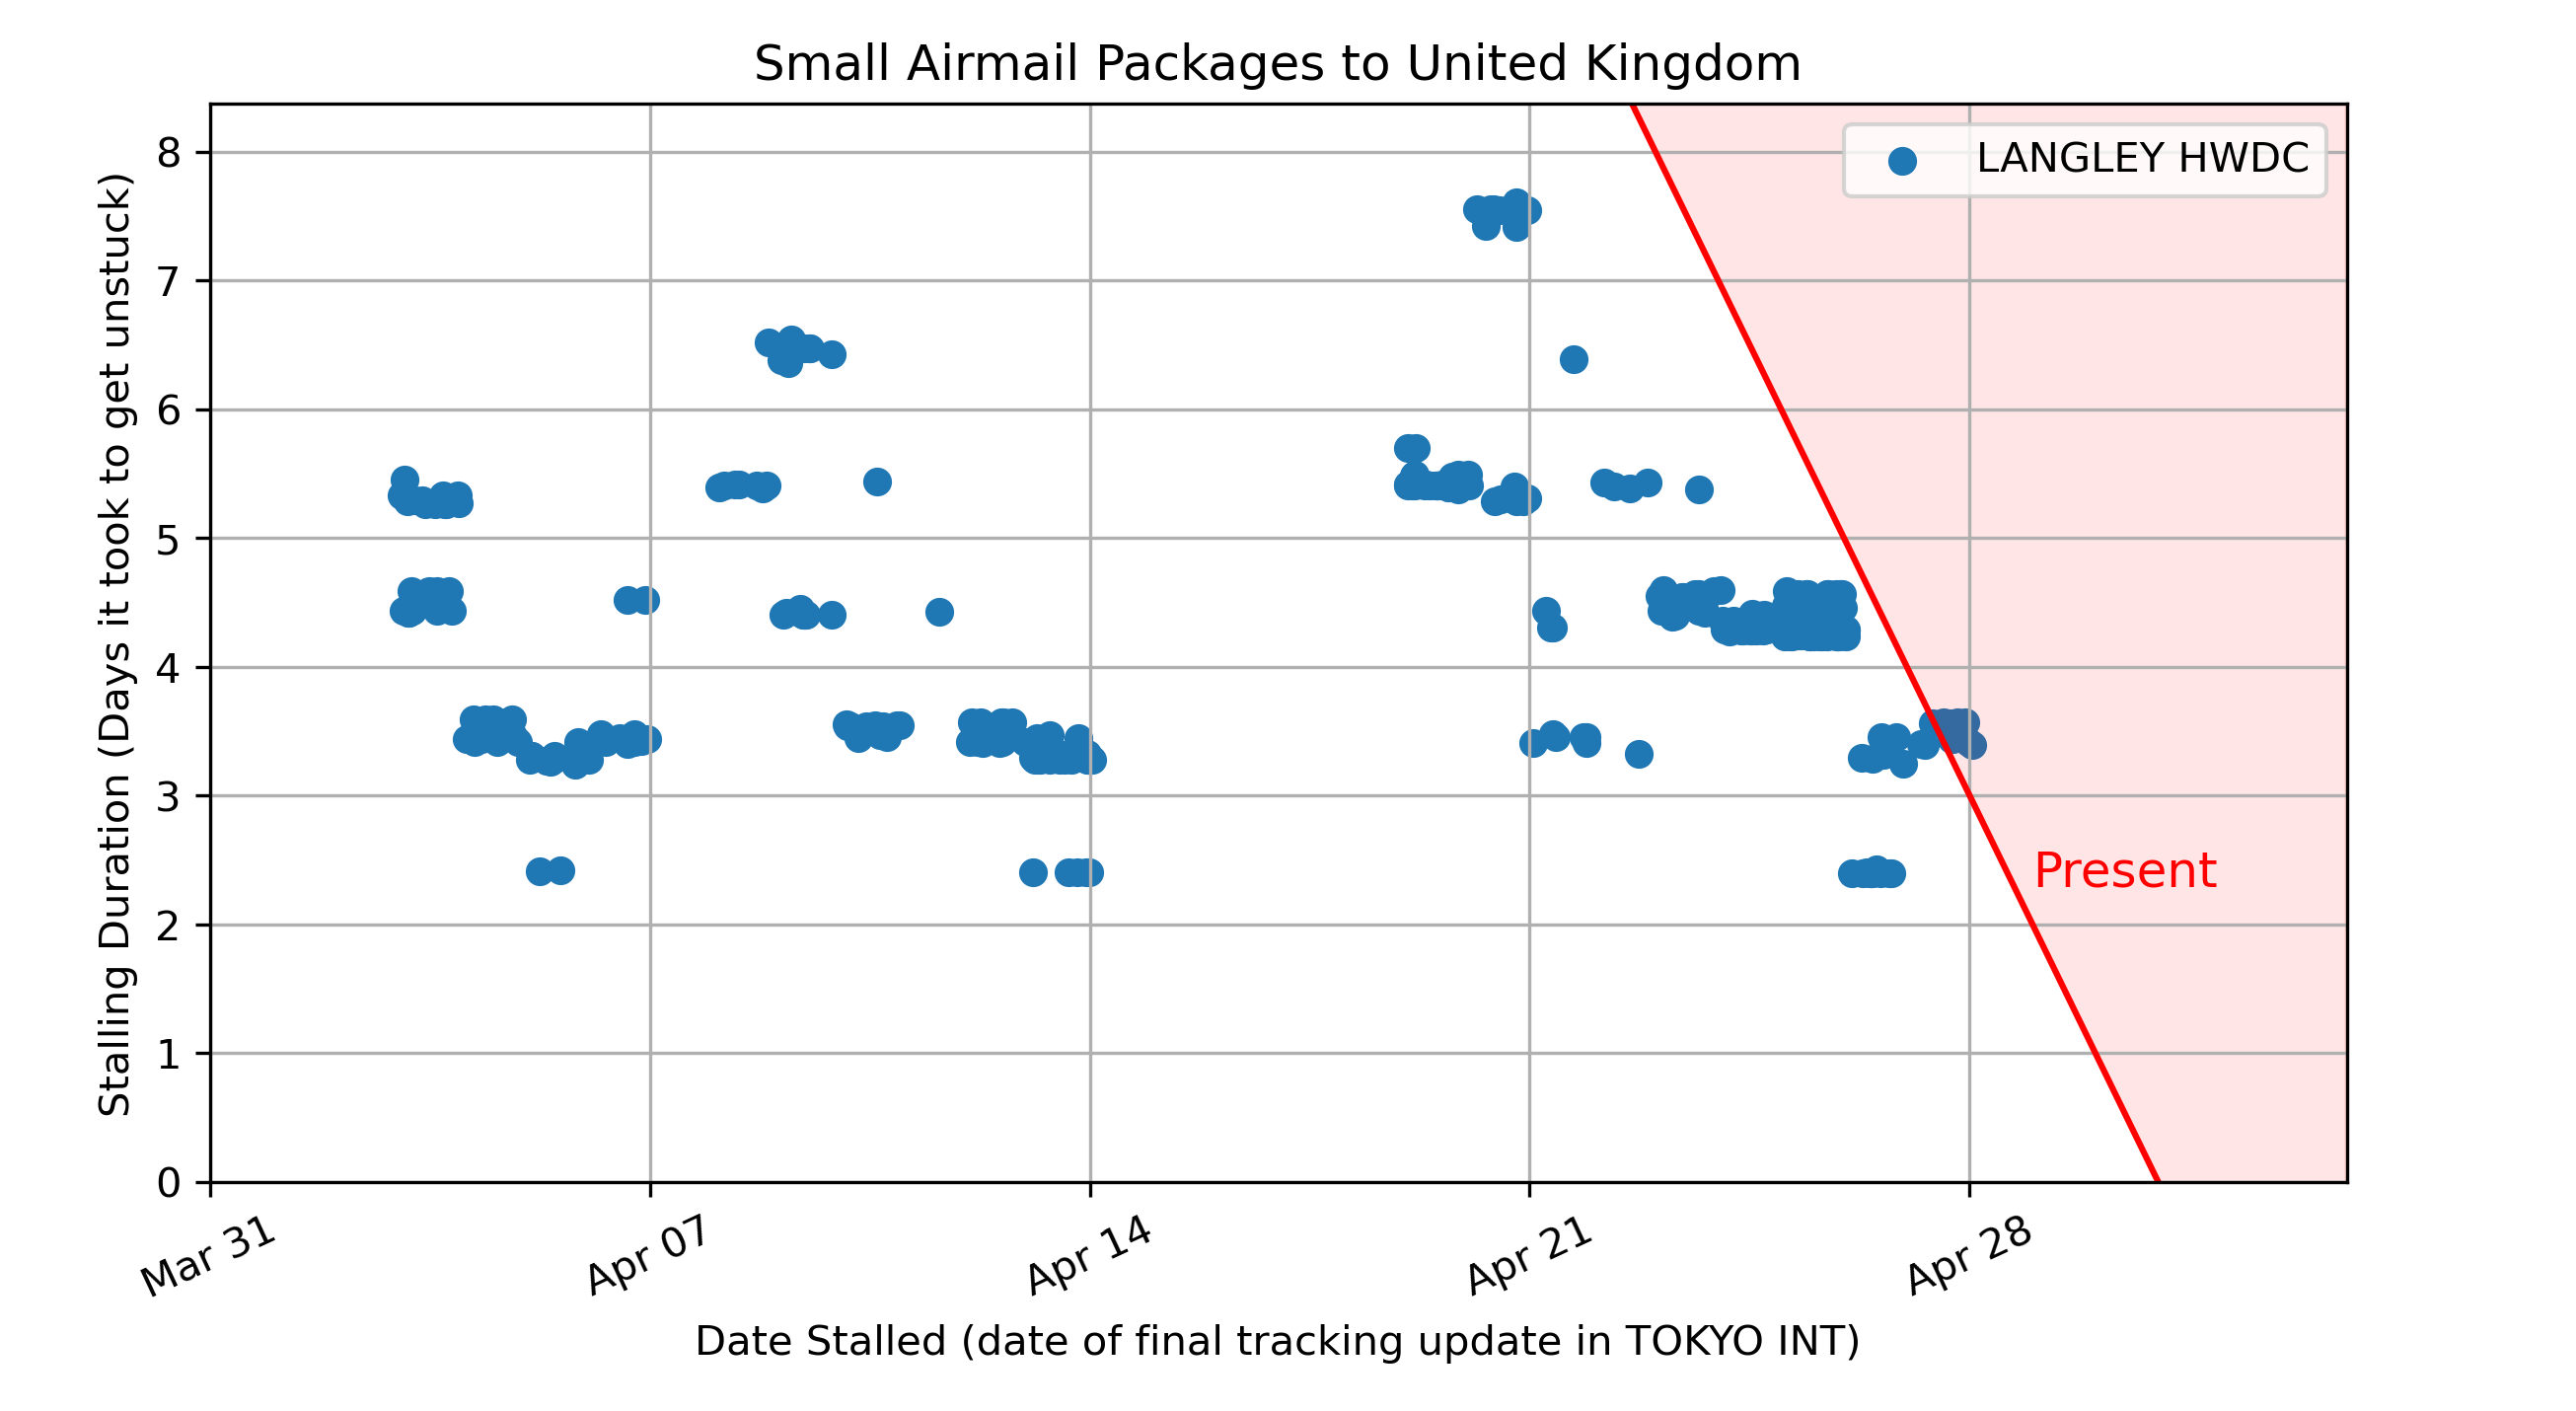 Small Airmail Packages to United Kingdom
LANGLEY HWDC
Stalling Duration (Days it took to get unstuck)
8
7
6
5
4
3
2
1
0
Present
Mar 31
Apr 07
Apr 14
Apr 21
Apr 28
Date Stalled (date of final tracking update in TOKYO INT)